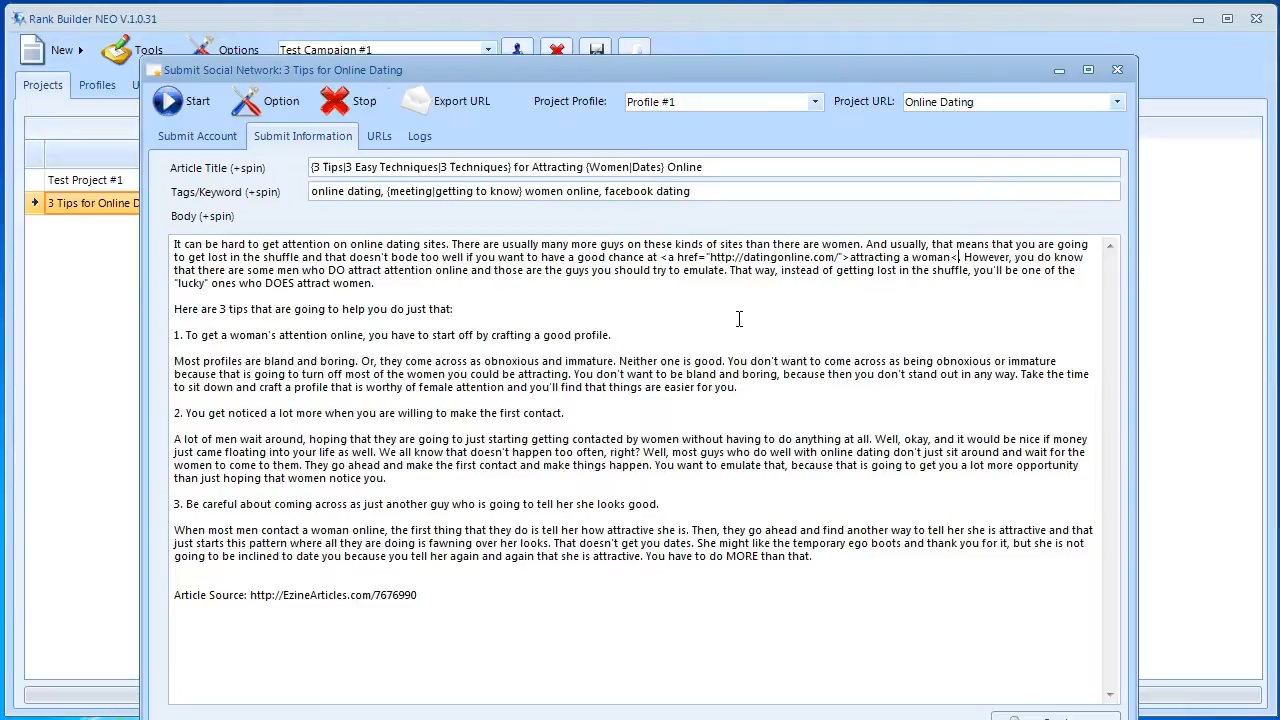 Rank Builder NEO V.1.0.31
New Tools Options Test Campaign #1
Projects Profiles U
Submit Social Network: 3 Tips for Online Dating
Start Option Stop Export URL Project Profile: Profile #1 Project URL: Online Dating
Submit Account Submit Information URLs Logs
Test Project #1
3 Tips for Online D
Article Title (+spin) {3 Tips|3 Easy Techniques|3 Techniques} for Attracting {Women|Dates} Online
Tags/Keyword (+spin) online dating, {meeting|getting to know} women online, facebook dating
Body (+spin)
It can be hard to get attention on online dating sites. There are usually many more guys on these kinds of sites than there are women. And usually, that means that you are going
to get lost in the shuffle and that doesn't bode too well if you want to have a good chance at <a href="http://datingonline.com/">attracting a woman<. However, you do know
that there are some men who DO attract attention online and those are the guys you should try to emulate. That way, instead of getting lost in the shuffle, you'll be one of the
"lucky" ones who DOES attract women.
Here are 3 tips that are going to help you do just that:
1. To get a woman's attention online, you have to start off by crafting a good profile.
Most profiles are bland and boring. Or, they come across as obnoxious and immature. Neither one is good. You don't want to come across as being obnoxious or immature
because that is going to turn off most of the women you could be attracting. You don't want to be bland and boring, because then you don't stand out in any way. Take the time
to sit down and craft a profile that is worthy of female attention and you'll find that things are easier for you.
2. You get noticed a lot more when you are willing to make the first contact.
A lot of men wait around, hoping that they are going to just starting getting contacted by women without having to do anything at all. Well, okay, and it would be nice if money
just came floating into your life as well. We all know that doesn't happen too often, right? Well, most guys who do well with online dating don't just sit around and wait for the
women to come to them. They go ahead and make the first contact and make things happen. You want to emulate that, because that is going to get you a lot more opportunity
than just hoping that women notice you.
3. Be careful about coming across as just another guy who is going to tell her she looks good.
When most men contact a woman online, the first thing that they do is tell her how attractive she is. Then, they go ahead and find another way to tell her she is attractive and that
just starts this pattern where all they are doing is fawning over her looks. That doesn't get you dates. She might like the temporary ego boots and thank you for it, but she is not
going to be inclined to date you because you tell her again and again that she is attractive. You have to do MORE than that.
Article Source: http://EzineArticles.com/7676990